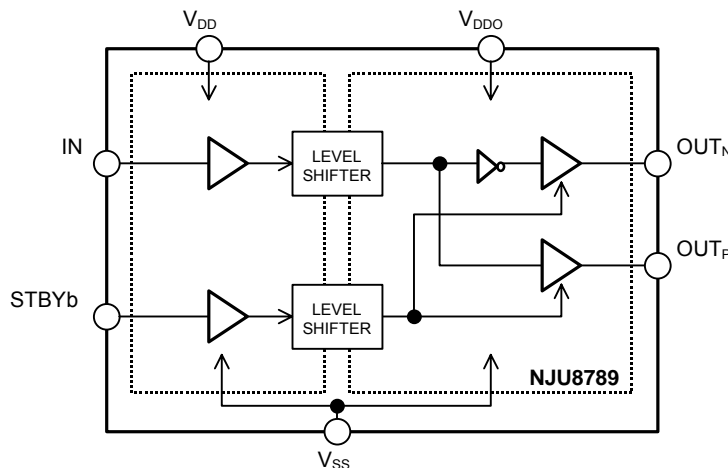 VDD
VDDO
IN
LEVEL
SHIFTER
OUTN
OUTP
STBYb
LEVEL
SHIFTER
NJU8789
VSS